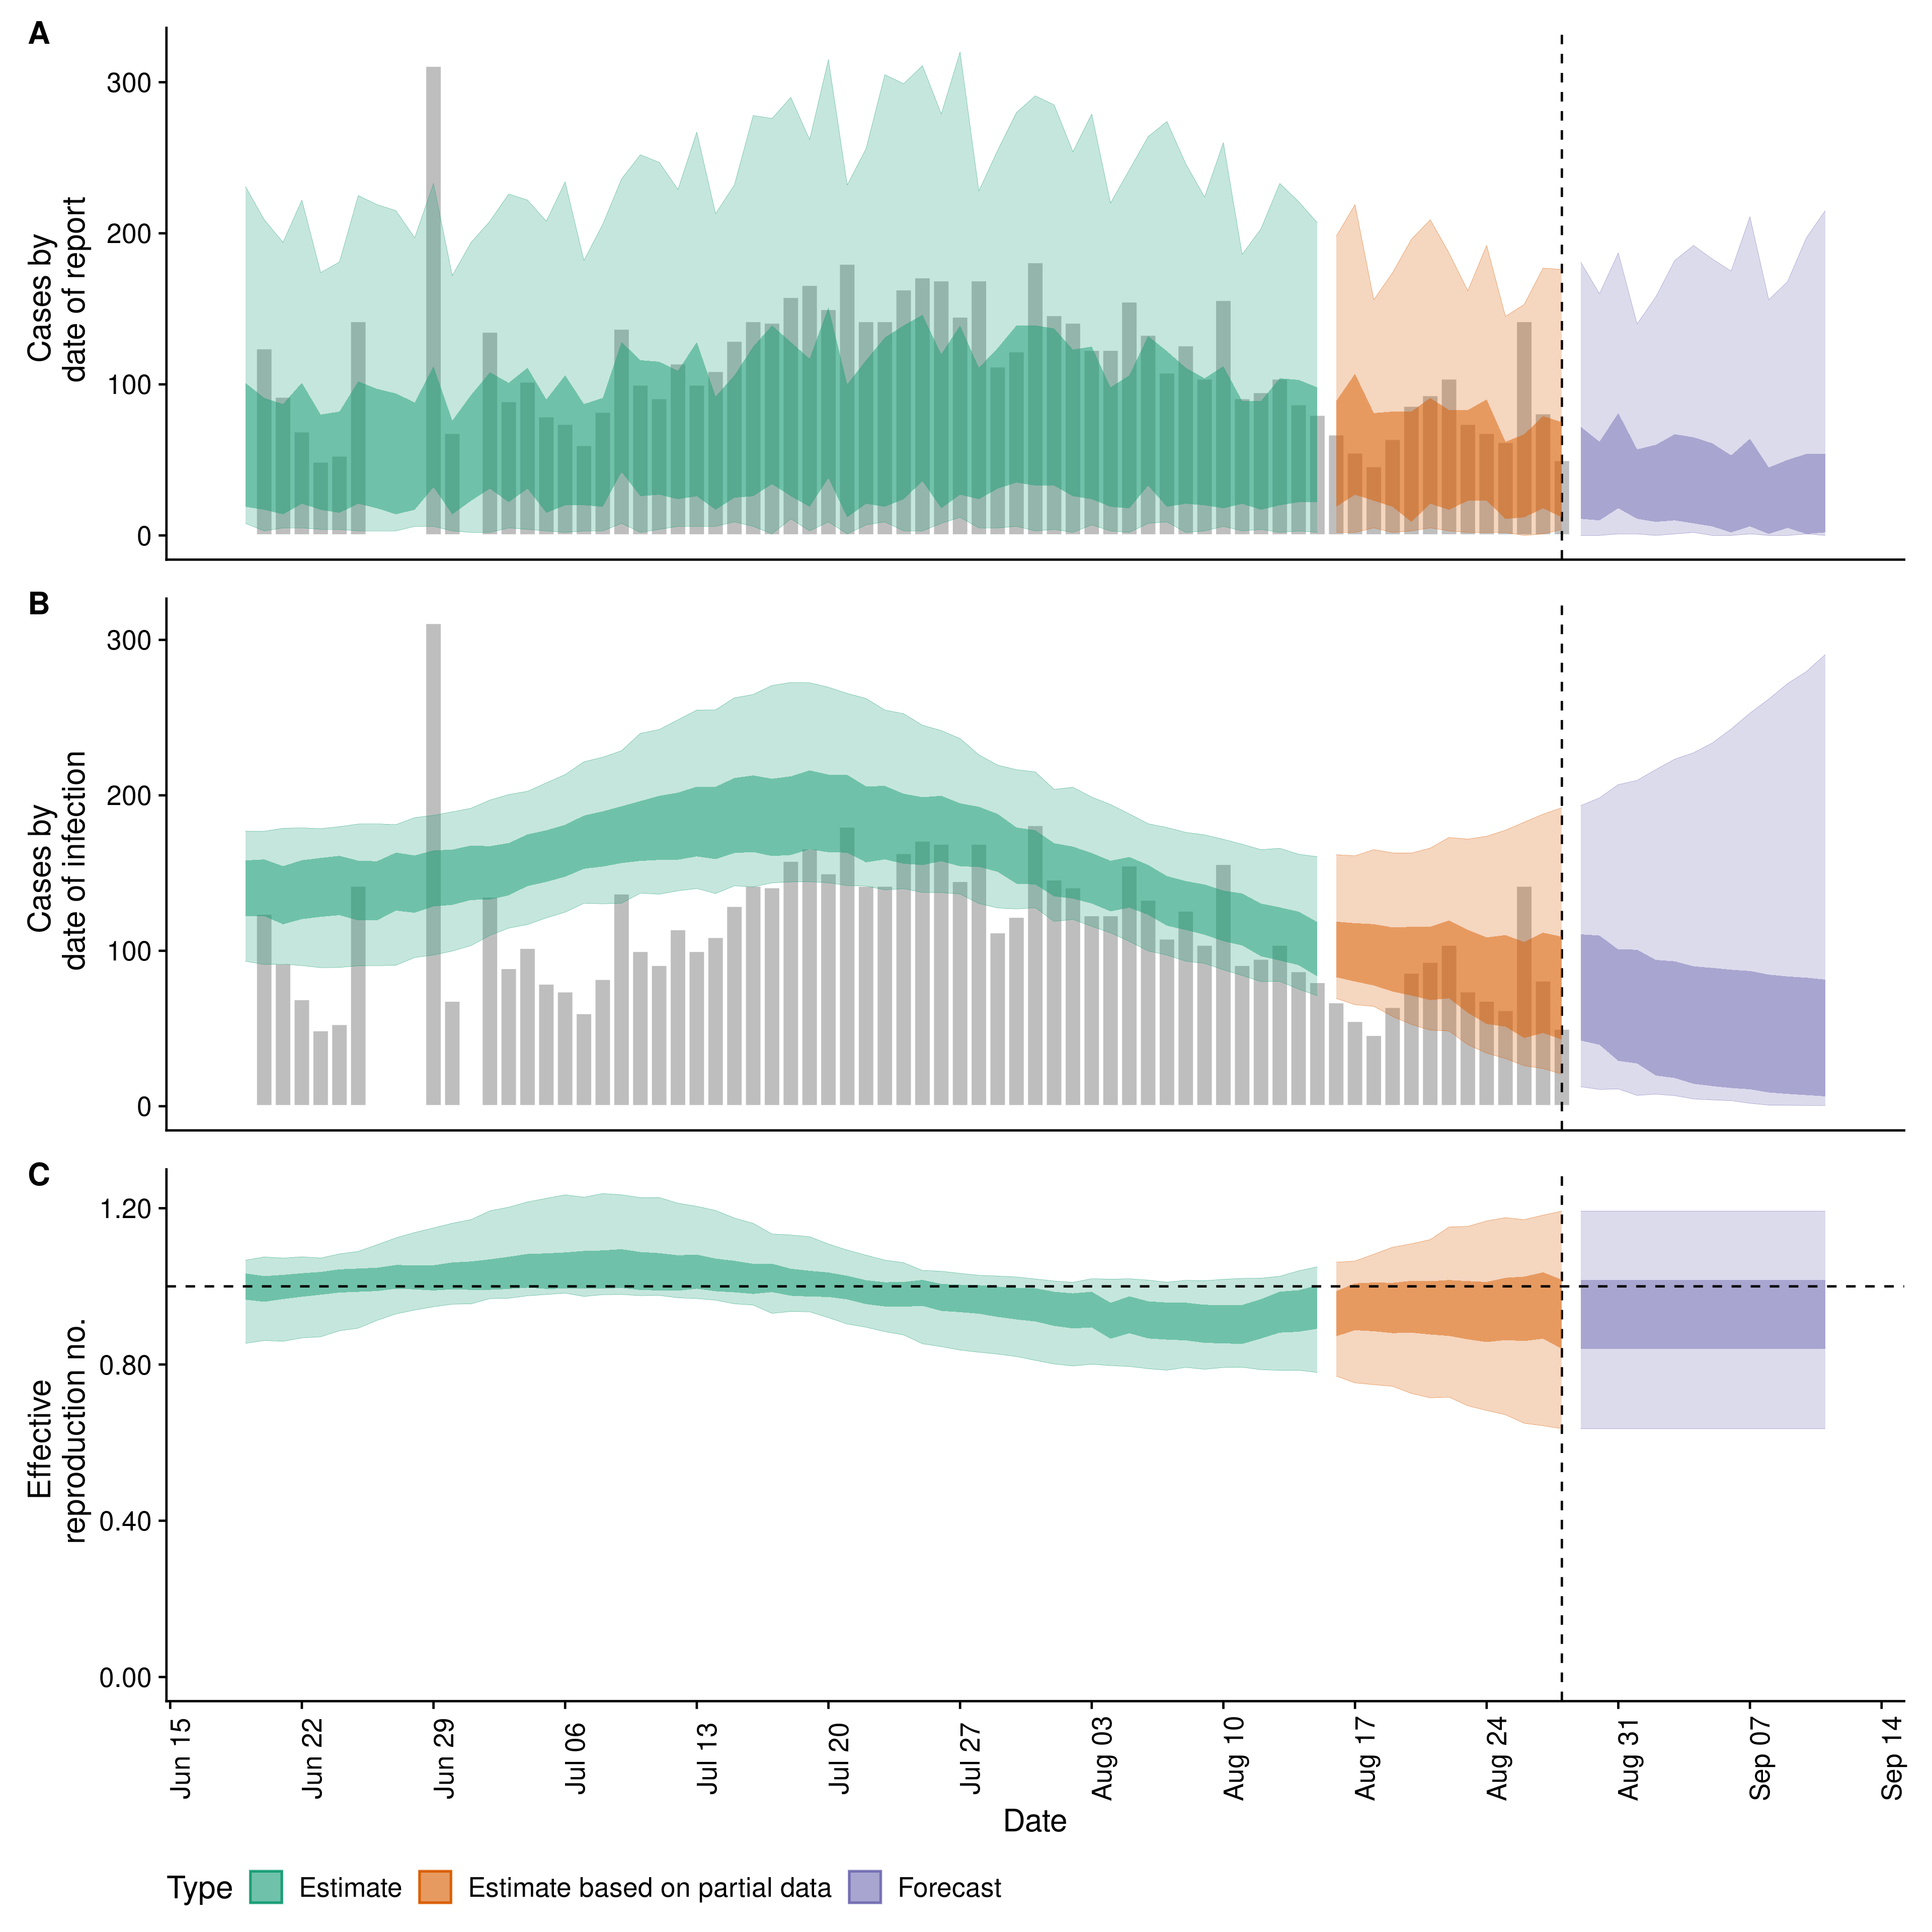 A
300
200
100
0
Cases by
date of report
B
300
200
100
0
Cases by
date of infection
C
1.20
0.80
0.40
0.00
Effective
reproduction no.
Jun 15
Jun 22
Jun 29
Jul 06
Jul 13
Jul 20
Jul 27
Aug 03
Aug 10
Aug 17
Aug 24
Aug 31
Sep 07
Sep 14
Date
Type Estimate Estimate based on partial data Forecast